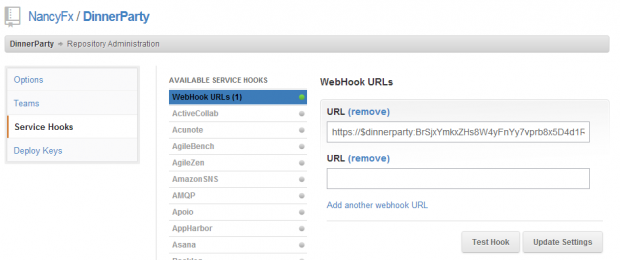 NancyFx / DinnerParty
DinnerParty Repository Administration
Options
Teams
Service Hooks
Deploy Keys
AVAILABLE SERVICE HOOKS
WebHook URLs (1)
ActiveCollab
Acunote
AgileBench
AgileZen
AmazonSNS
AMQP
Apoio
AppHarbor
Asana
WebHook URLs
URL (remove)
https://$dinnerparty:BrSjxYmkxZHs8W4yFnYy7vprb8x5D4d1R
URL (remove)
Add another webhook URL
Test Hook
Update Settings